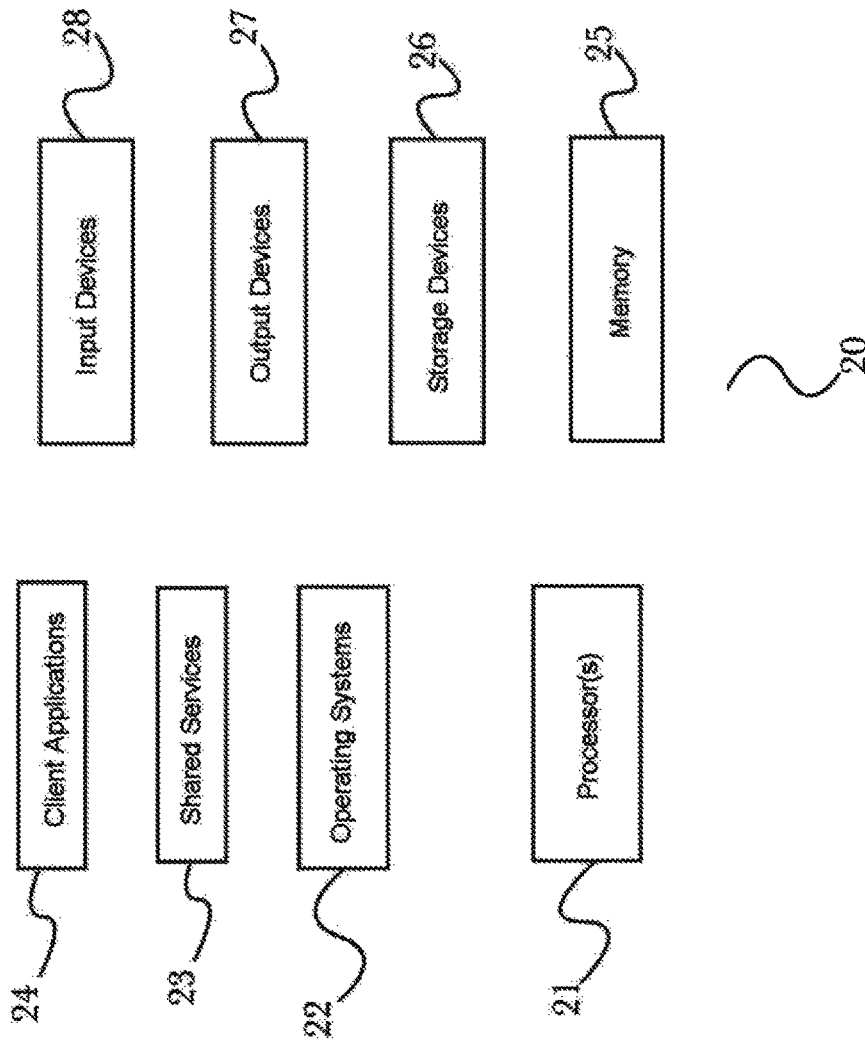 24
Client Applications
23
Shared Services
22
Operating Systems
21
Processor(s)
28
Input Devices
27
Output Devices
26
Storage Devices
25
Memory
20